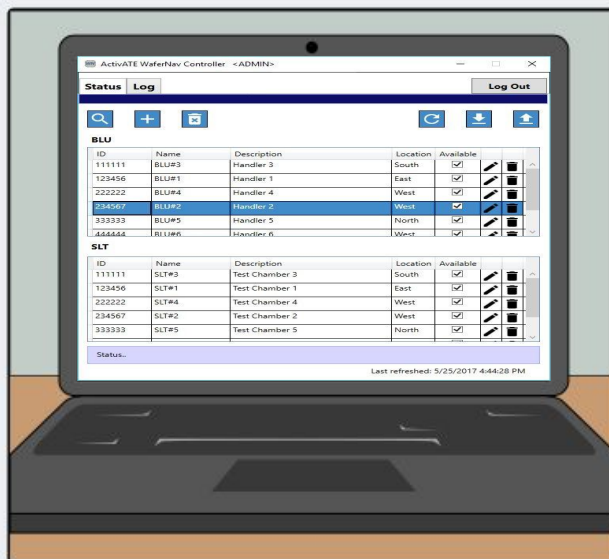 ActivATE WaferNav Controller <ADMIN>
Status Log Log Out
BLU
ID Name Description Location Available
111111 BLU#3 Handler 3 South
123456 BLU#1 Handler 1 East
222222 BLU#4 Handler 4 West
234567 BLU#2 Handler 2 West
333333 BLU#5 Handler 5 North
444444 BLU#6 Handler 6 West
SLT
ID Name Description Location Available
111111 SLT#3 Test Chamber 3 South
123456 SLT#1 Test Chamber 1 East
222222 SLT#4 Test Chamber 4 West
234567 SLT#2 Test Chamber 2 West
333333 SLT#5 Test Chamber 5 North
Status..
Last refreshed: 5/25/2017 4:44:28 PM